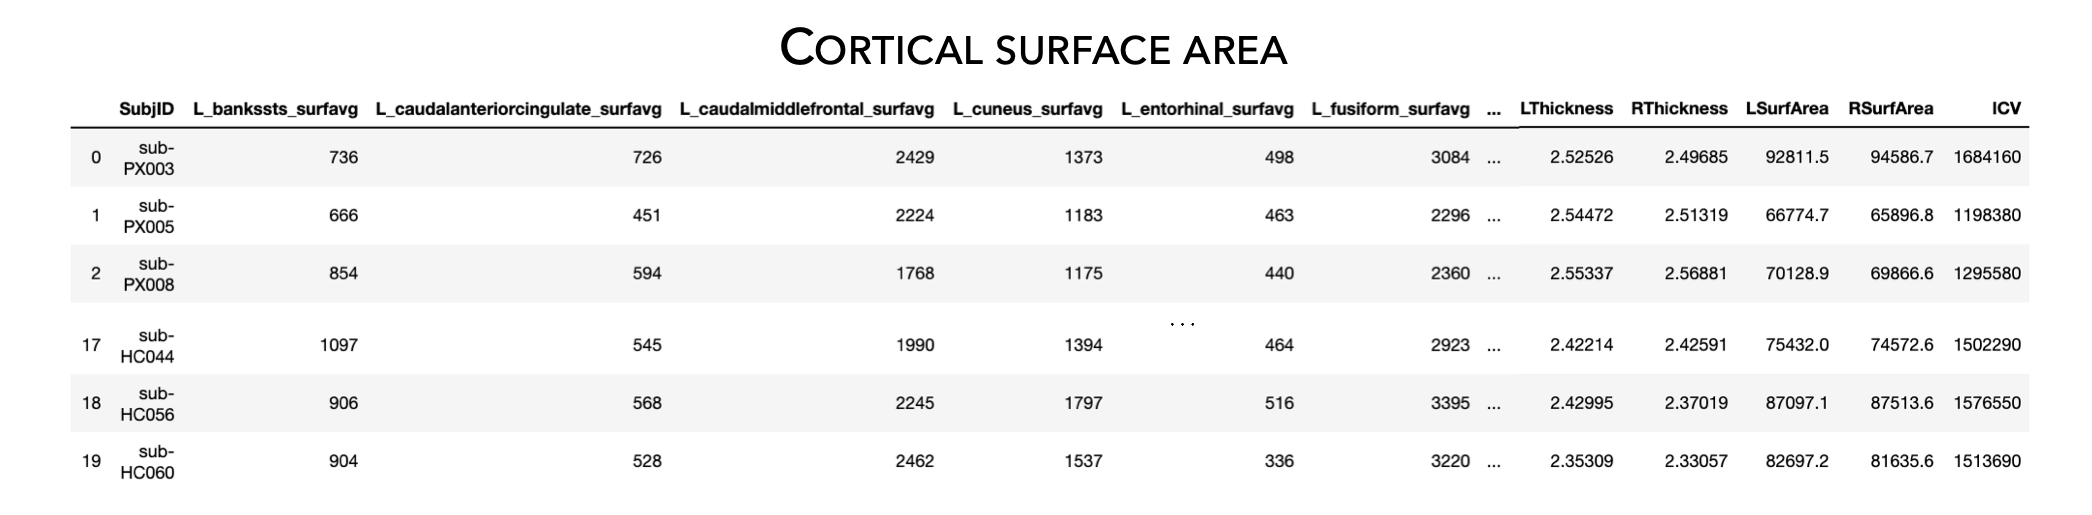 CORTICAL SURFACE AREA
SubjID L_bankssts_surfavg L_caudalanteriorcingulate_surfavg L_caudalmiddlefrontal_surfavg L_cuneus_surfavg L_entorhinal_surfavg L_fusiform_surfavg ... LThickness RThickness LSurfArea RSurfArea ICV
0 sub-PX003 736 726 2429 1373 498 3084 ... 2.52526 2.49685 92811.5 94586.7 1684160
1 sub-PX005 666 451 2224 1183 463 2296 ... 2.54472 2.51319 66774.7 65896.8 1198380
2 sub-PX008 854 594 1768 1175 440 2360 ... 2.55337 2.56881 70128.9 69866.6 1295580
...
17 sub-HC044 1097 545 1990 1394 464 2923 ... 2.42214 2.42591 75432.0 74572.6 1502290
18 sub-HC056 906 568 2245 1797 516 3395 ... 2.42995 2.37019 87097.1 87513.6 1576550
19 sub-HC060 904 528 2462 1537 336 3220 ... 2.35309 2.33057 82697.2 81635.6 1513690